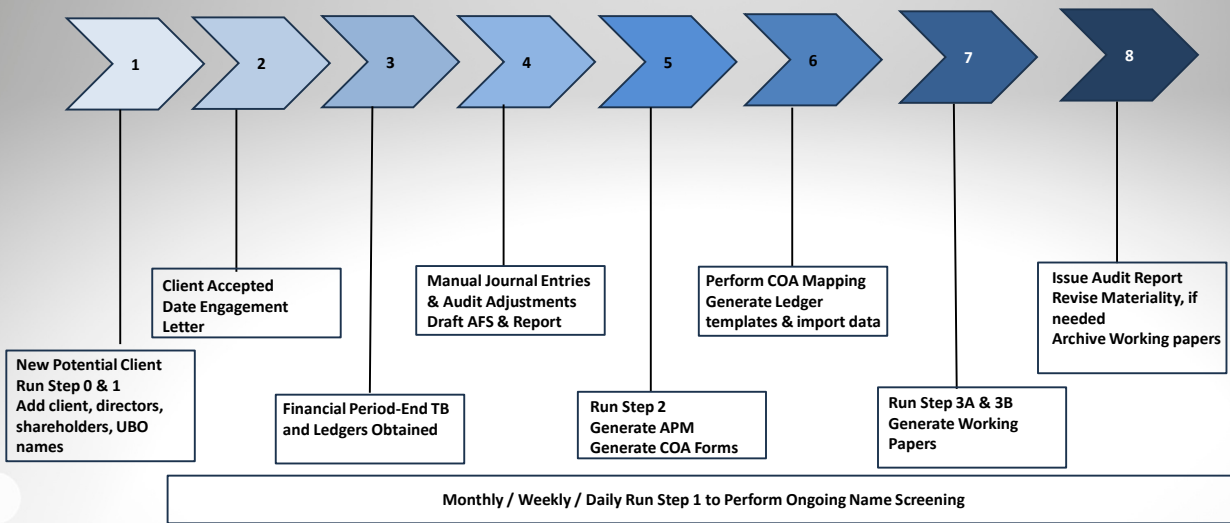 1
2
3
4
5
6
7
8
New Potential Client
Run Step 0 & 1
Add client, directors,
shareholders, UBO
names
Client Accepted
Date Engagement
Letter
Financial Period-End TB
and Ledgers Obtained
Manual Journal Entries
& Audit Adjustments
Draft AFS & Report
Run Step 2
Generate APM
Generate COA Forms
Perform COA Mapping
Generate Ledger
templates & import data
Run Step 3A & 3B
Generate Working
Papers
Issue Audit Report
Revise Materiality, if
needed
Archive Working papers
Monthly / Weekly / Daily Run Step 1 to Perform Ongoing Name Screening